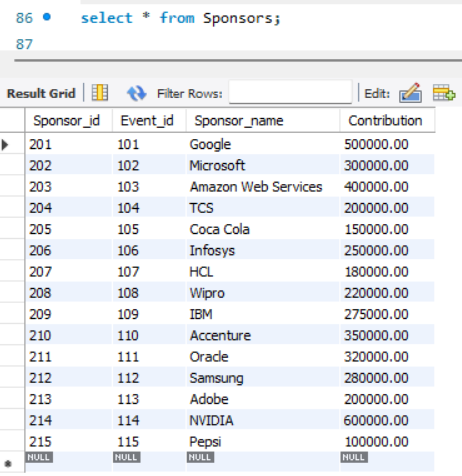 86 select * from Sponsors;
87
Result Grid Filter Rows: Edit:
Sponsor_id Event_id Sponsor_name Contribution
201 101 Google 500000.00
202 102 Microsoft 300000.00
203 103 Amazon Web Services 400000.00
204 104 TCS 200000.00
205 105 Coca Cola 150000.00
206 106 Infosys 250000.00
207 107 HCL 180000.00
208 108 Wipro 220000.00
209 109 IBM 275000.00
210 110 Accenture 350000.00
211 111 Oracle 320000.00
212 112 Samsung 280000.00
213 113 Adobe 200000.00
214 114 NVIDIA 600000.00
215 115 Pepsi 100000.00
NULL NULL NULL NULL